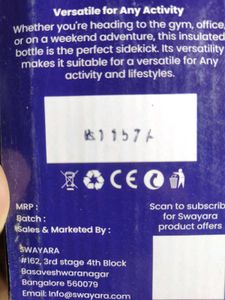 Versatile for Any Activity
Whether you're heading to the gym, office,
or on a weekend adventure, this insulated
bottle is the perfect sidekick. Its versatility
makes it suitable for a versatile for Any
activity and lifestyles.
MRP :
Batch :
Sales & Marketed By :
SWAYARA
#162, 3rd stage 4th Block
Basaveshwaranagar
Bangalore 560079
Email: Info@swayara.com
Scan to subscribe
for Swayara
product offers